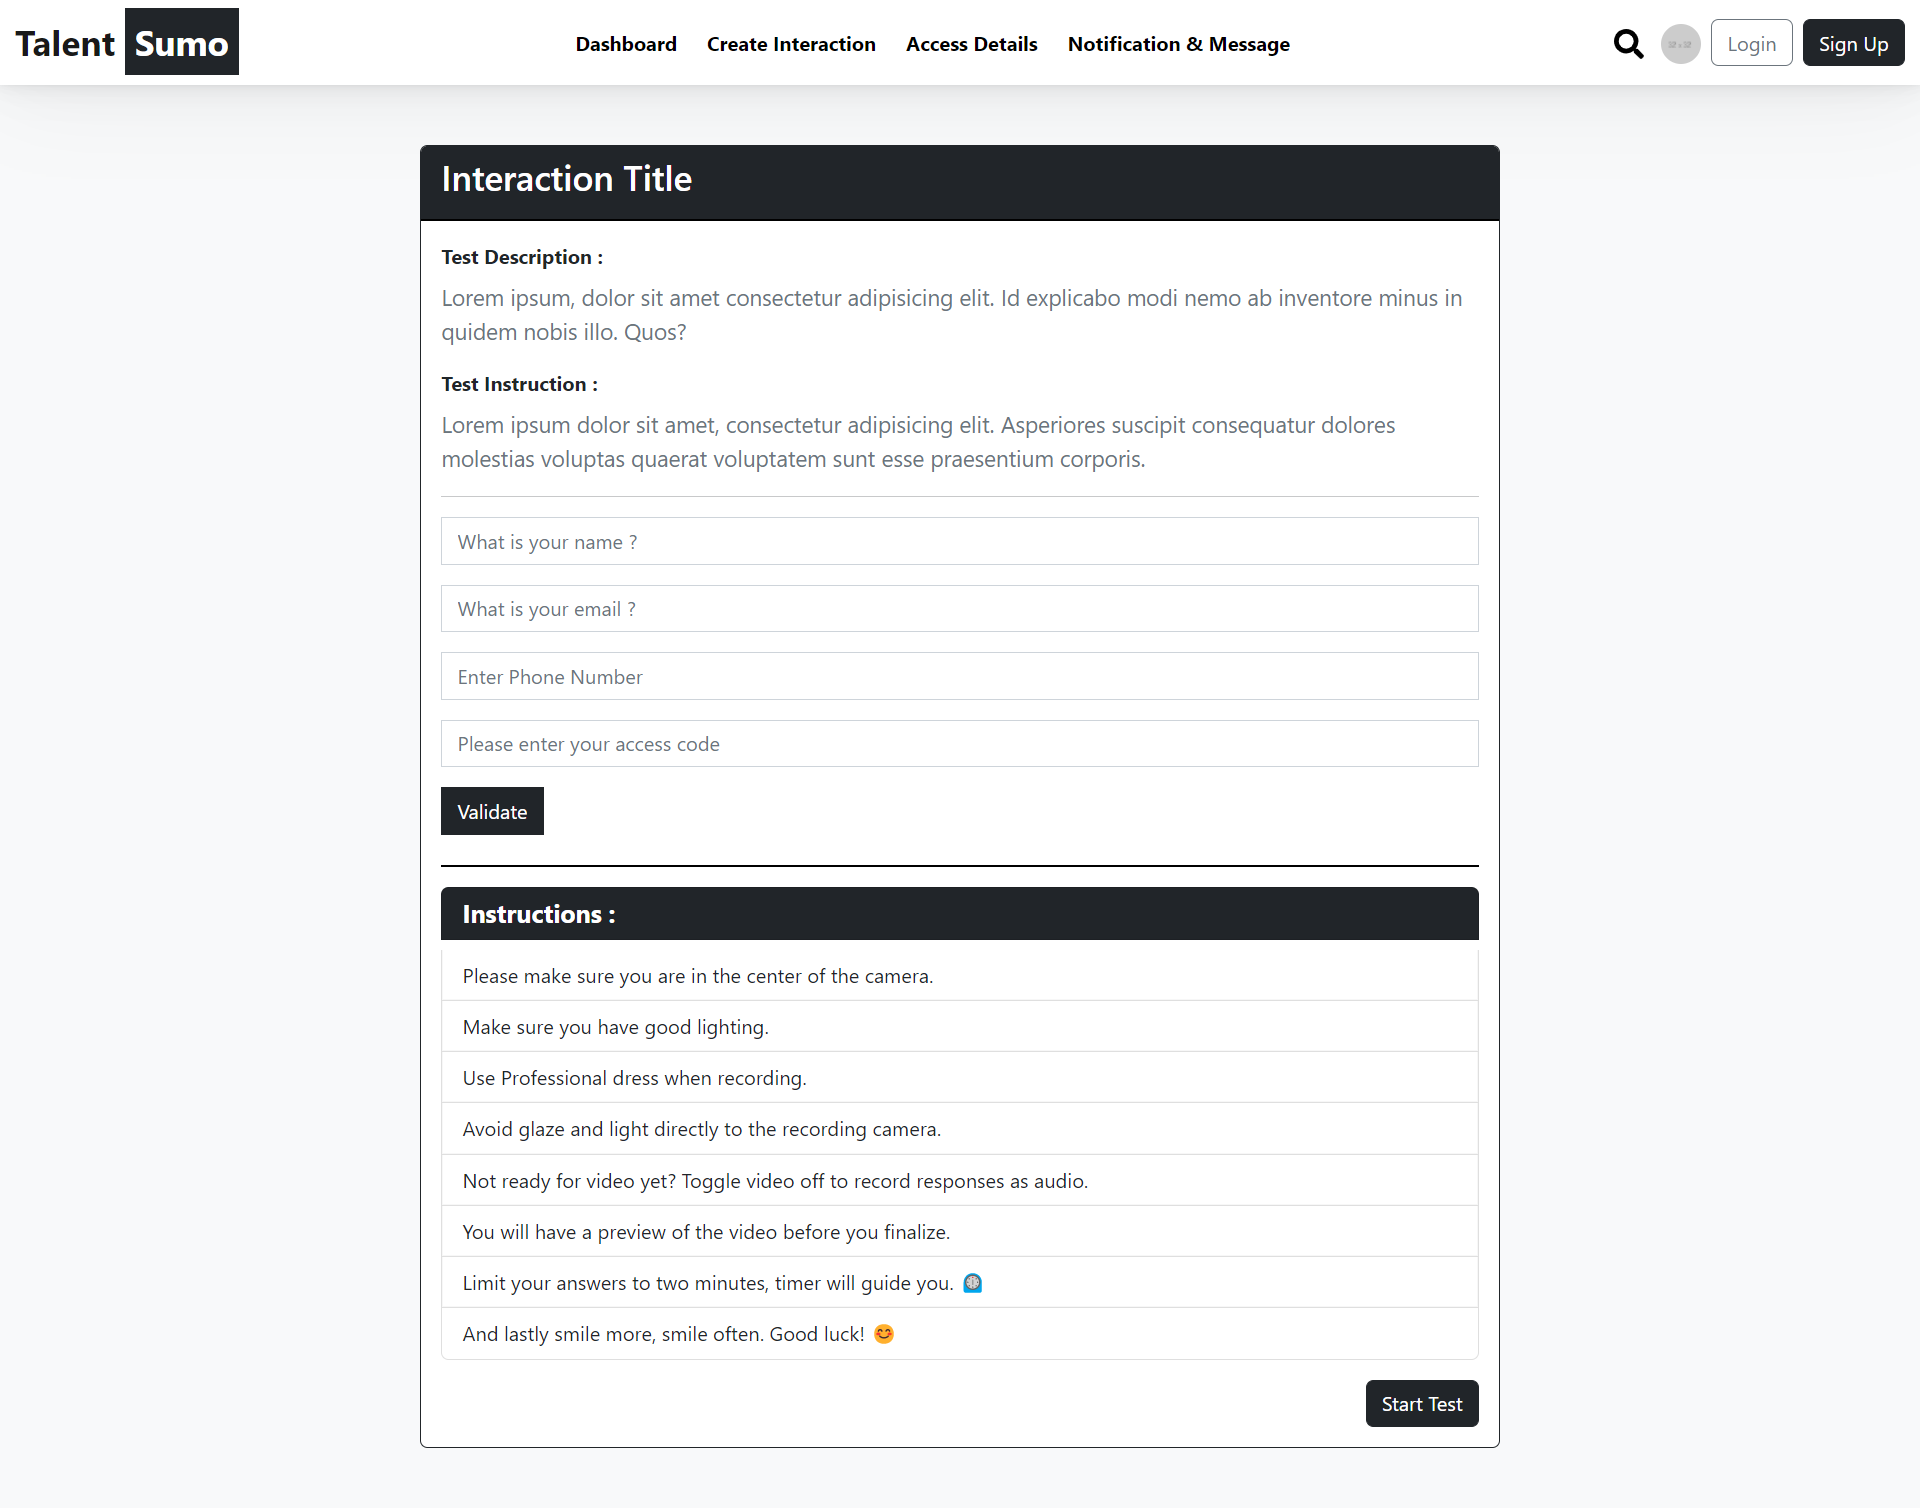 Talent Sumo
Dashboard Create Interaction Access Details Notification & Message
Login Sign Up
Interaction Title
Test Description :
Lorem ipsum, dolor sit amet consectetur adipisicing elit. Id explicabo modi nemo ab inventore minus in
quidem nobis illo. Quos?
Test Instruction :
Lorem ipsum dolor sit amet, consectetur adipisicing elit. Asperiores suscipit consequatur dolores
molestias voluptas quaerat voluptatem sunt esse praesentium corporis.
What is your name ?
What is your email ?
Enter Phone Number
Please enter your access code
Validate
Instructions :
Please make sure you are in the center of the camera.
Make sure you have good lighting.
Use Professional dress when recording.
Avoid glaze and light directly to the recording camera.
Not ready for video yet? Toggle video off to record responses as audio.
You will have a preview of the video before you finalize.
Limit your answers to two minutes, timer will guide you.
And lastly smile more, smile often. Good luck! 😊
Start Test